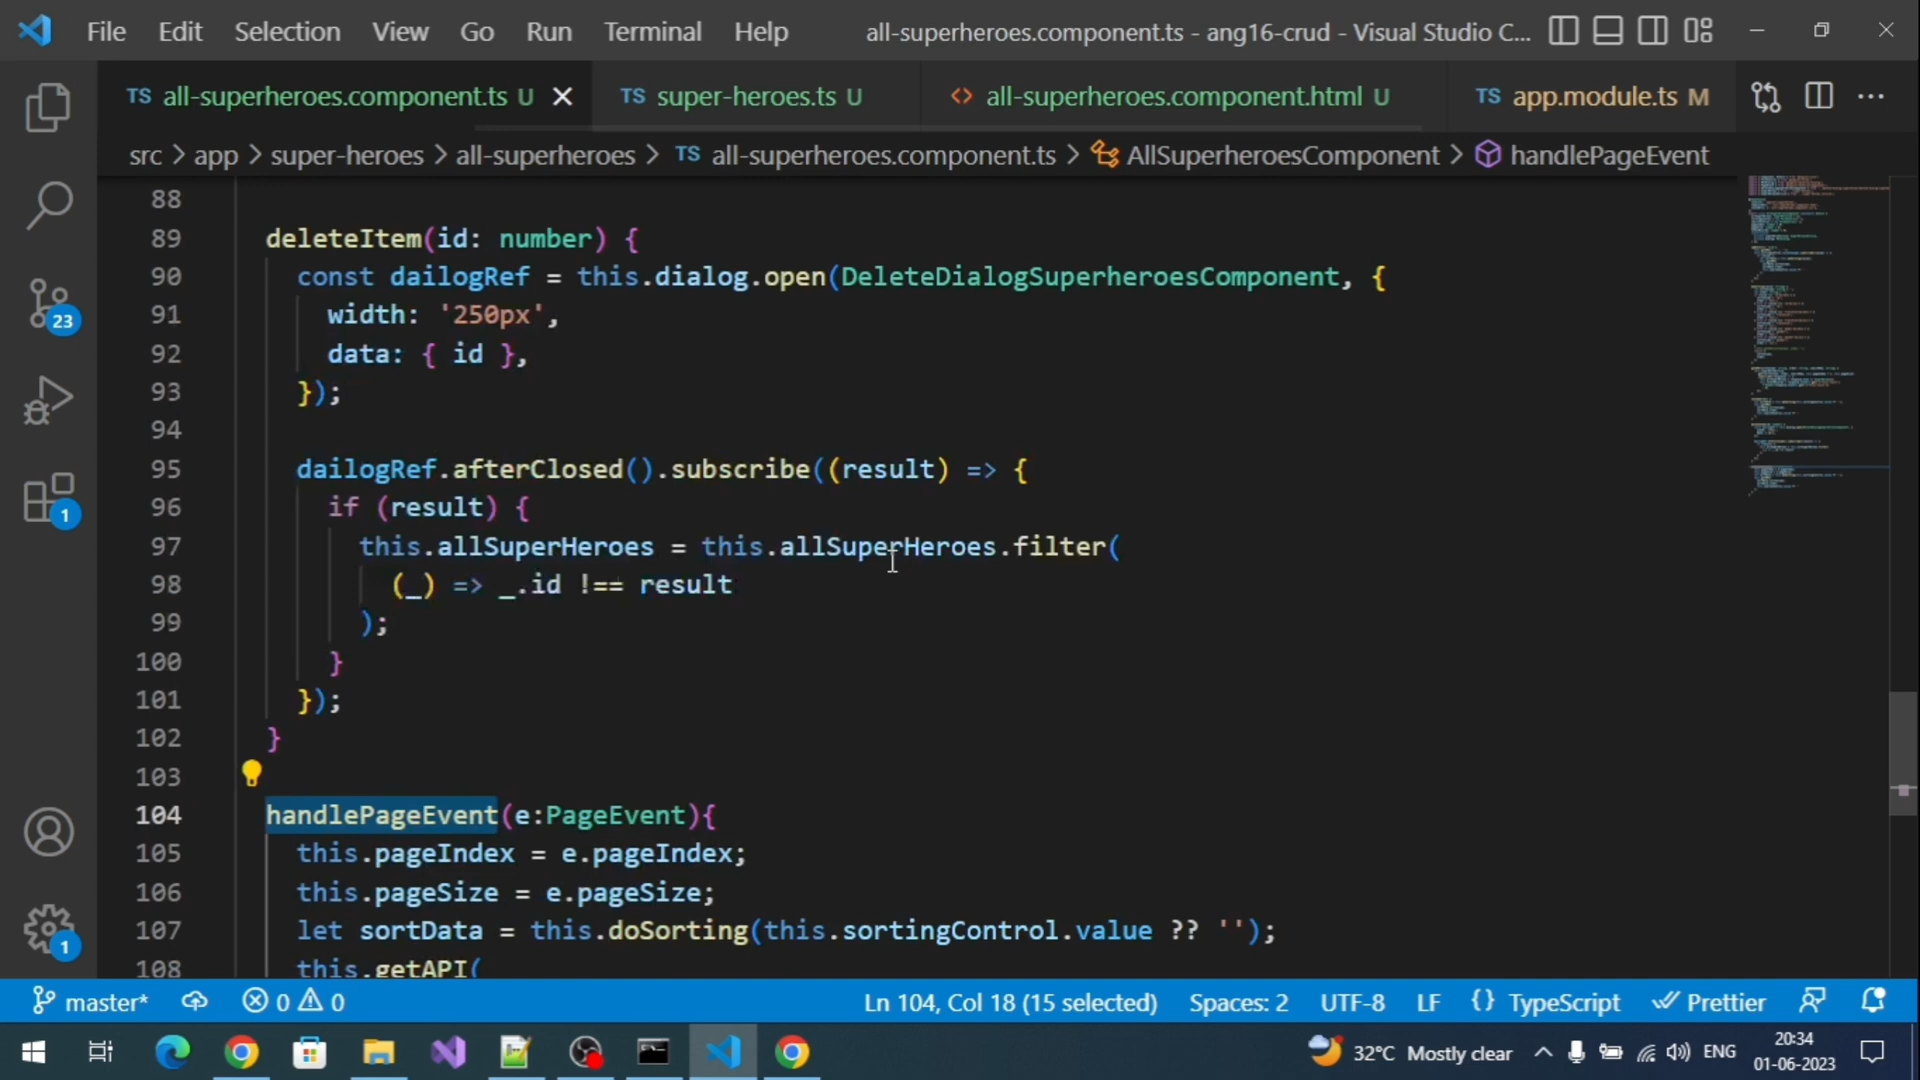 File Edit Selection View Go Run Terminal Help all-superheroes.component.ts - ang16-crud - Visual Studio C...
TS all-superheroes.component.ts U TS super-heroes.ts U <> all-superheroes.component.html U TS app.module.ts M
src > app > super-heroes > all-superheroes > TS all-superheroes.component.ts > AllSuperheroesComponent > handlePageEvent
88
89 deleteItem(id: number) {
90 const dailogRef = this.dialog.open(DeleteDialogSuperheroesComponent, {
91 width: '250px',
92 data: { id },
93 });
94
95 dailogRef.afterClosed().subscribe((result) => {
96 if (result) {
97 this.allSuperHeroes = this.allSuperHeroes.filter(
98 (_) => _.id !== result
99 );
100 }
101 });
102 }
103
104 handlePageEvent(e:PageEvent){
105 this.pageIndex = e.pageIndex;
106 this.pageSize = e.pageSize;
107 let sortData = this.doSorting(this.sortingControl.value ?? '');
108 this.getAPI(
23
1
1
master* 0 0 Ln 104, Col 18 (15 selected) Spaces: 2 UTF-8 LF {} TypeScript Prettier
32°C Mostly clear ENG 20:34
01-06-2023